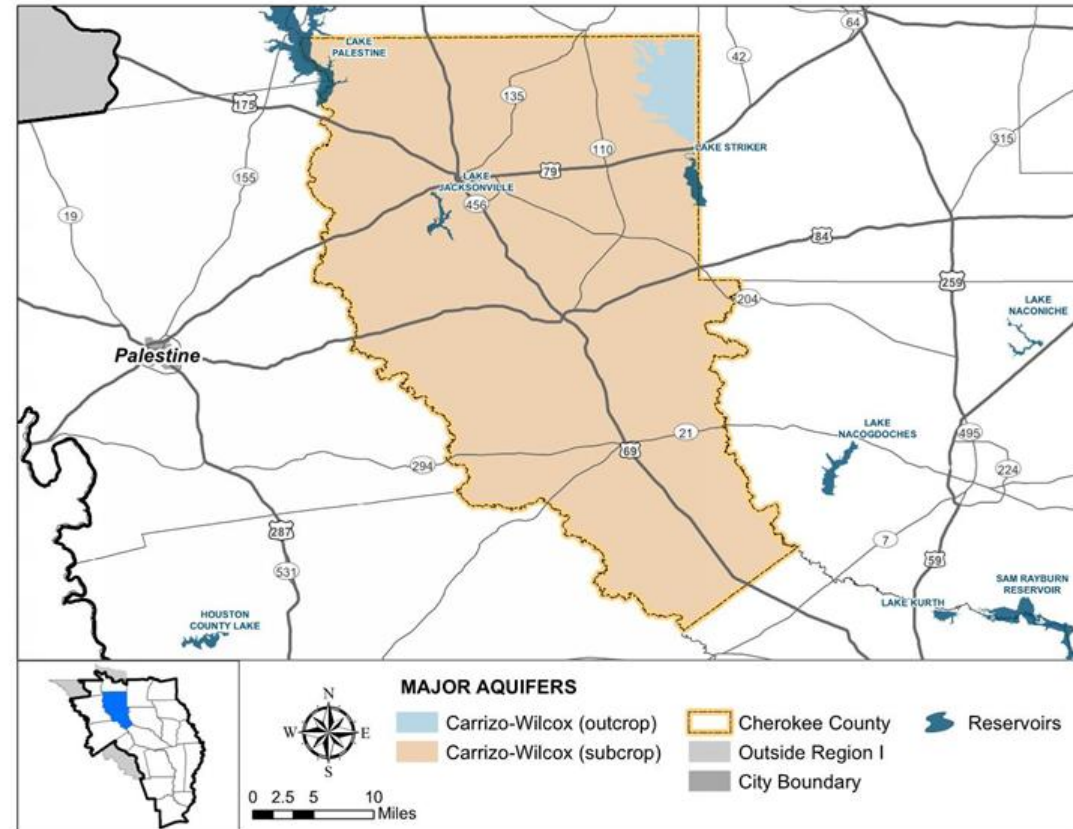 LAKE
PALESTINE
64
42
135
175
315
110
LAKE STRIKER
155
79
LAKE
JACKSONVILLE
456
19
84
259
204
LAKE
NACONICHE
Palestine
LAKE
NACOGDOCHES
21
495
69
294
224
287
7
59
531
SAM RAYBURN
RESERVOIR
LAKE KURTH
HOUSTON
COUNTY LAKE
MAJOR AQUIFERS
N
W E
S
Carrizo-Wilcox (outcrop)
Carrizo-Wilcox (subcrop)
Cherokee County
Outside Region I
City Boundary
Reservoirs
0 2.5 5 10
Miles